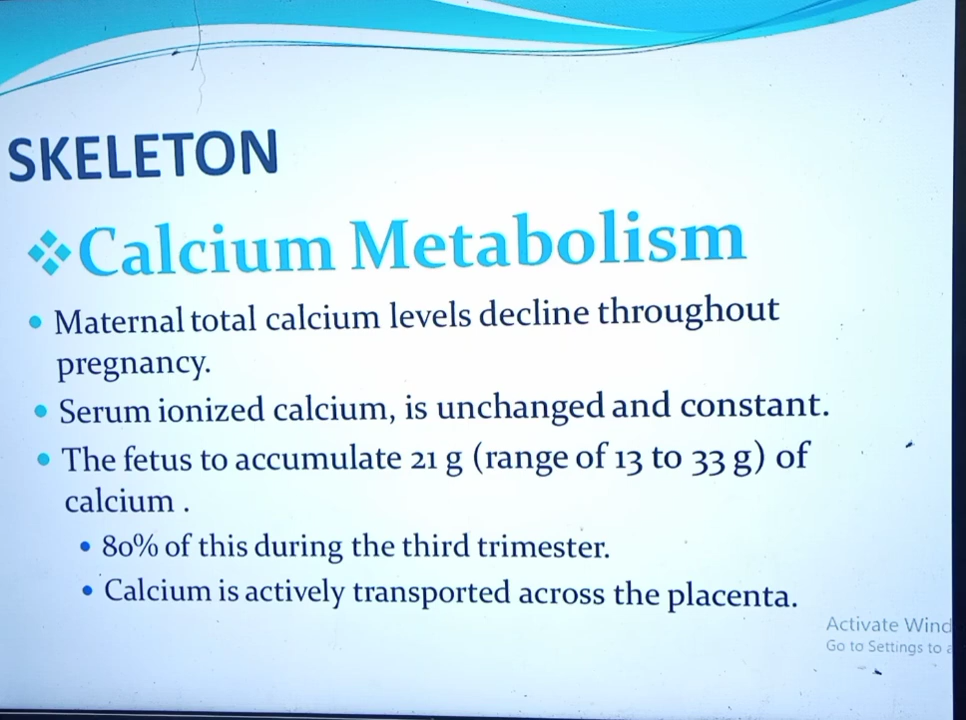 SKELETON
❖Calcium Metabolism
• Maternal total calcium levels decline throughout
pregnancy.
• Serum ionized calcium, is unchanged and constant.
• The fetus to accumulate 21 g (range of 13 to 33 g) of
calcium .
• 80% of this during the third trimester.
• Calcium is actively transported across the placenta.
Activate Wind
Go to Settings to a